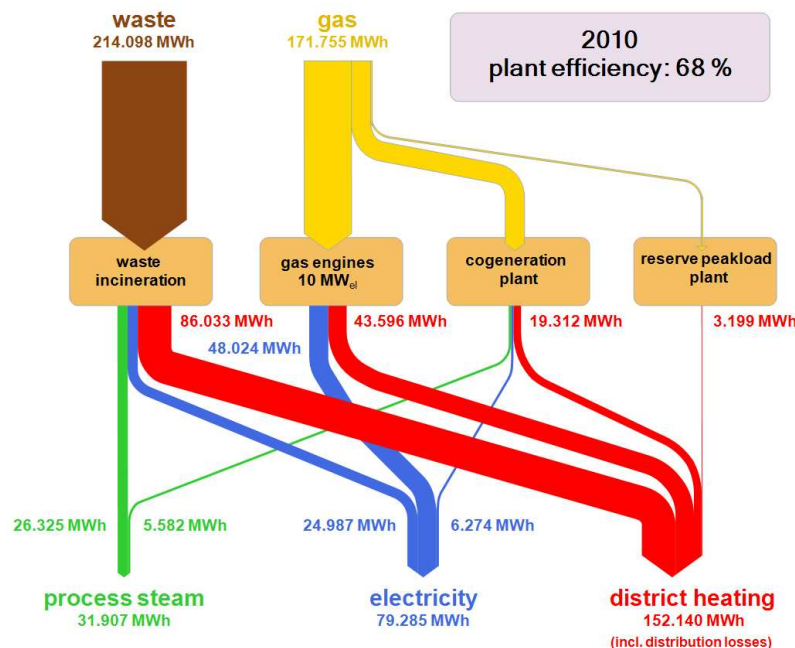 waste
214.098 MWh
gas
171.755 MWh
2010
plant efficiency: 68 %
waste
incineration
gas engines
10 MWel
cogeneration
plant
reserve peakload
plant
86.033 MWh
48.024 MWh
43.596 MWh
19.312 MWh
3.199 MWh
26.325 MWh
5.582 MWh
24.987 MWh
6.274 MWh
process steam
31.907 MWh
electricity
79.285 MWh
district heating
152.140 MWh
(incl. distribution losses)